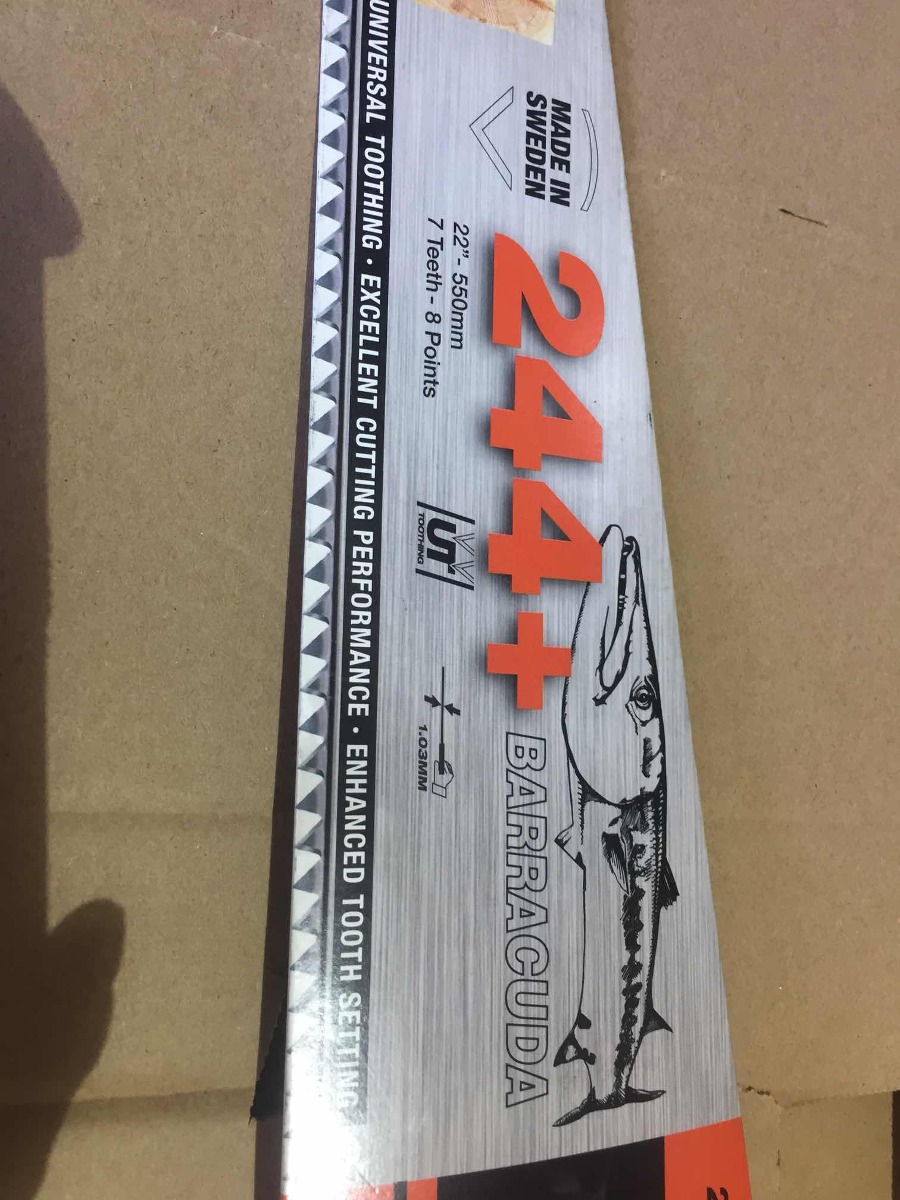 MADE IN
SWEDEN
244+
BARRACUDA
22" - 550mm
7 Teeth - 8 Points
UT
TOOTHING
1.03MM
UNIVERSAL TOOTHING · EXCELLENT CUTTING PERFORMANCE · ENHANCED TOOTH SETTING